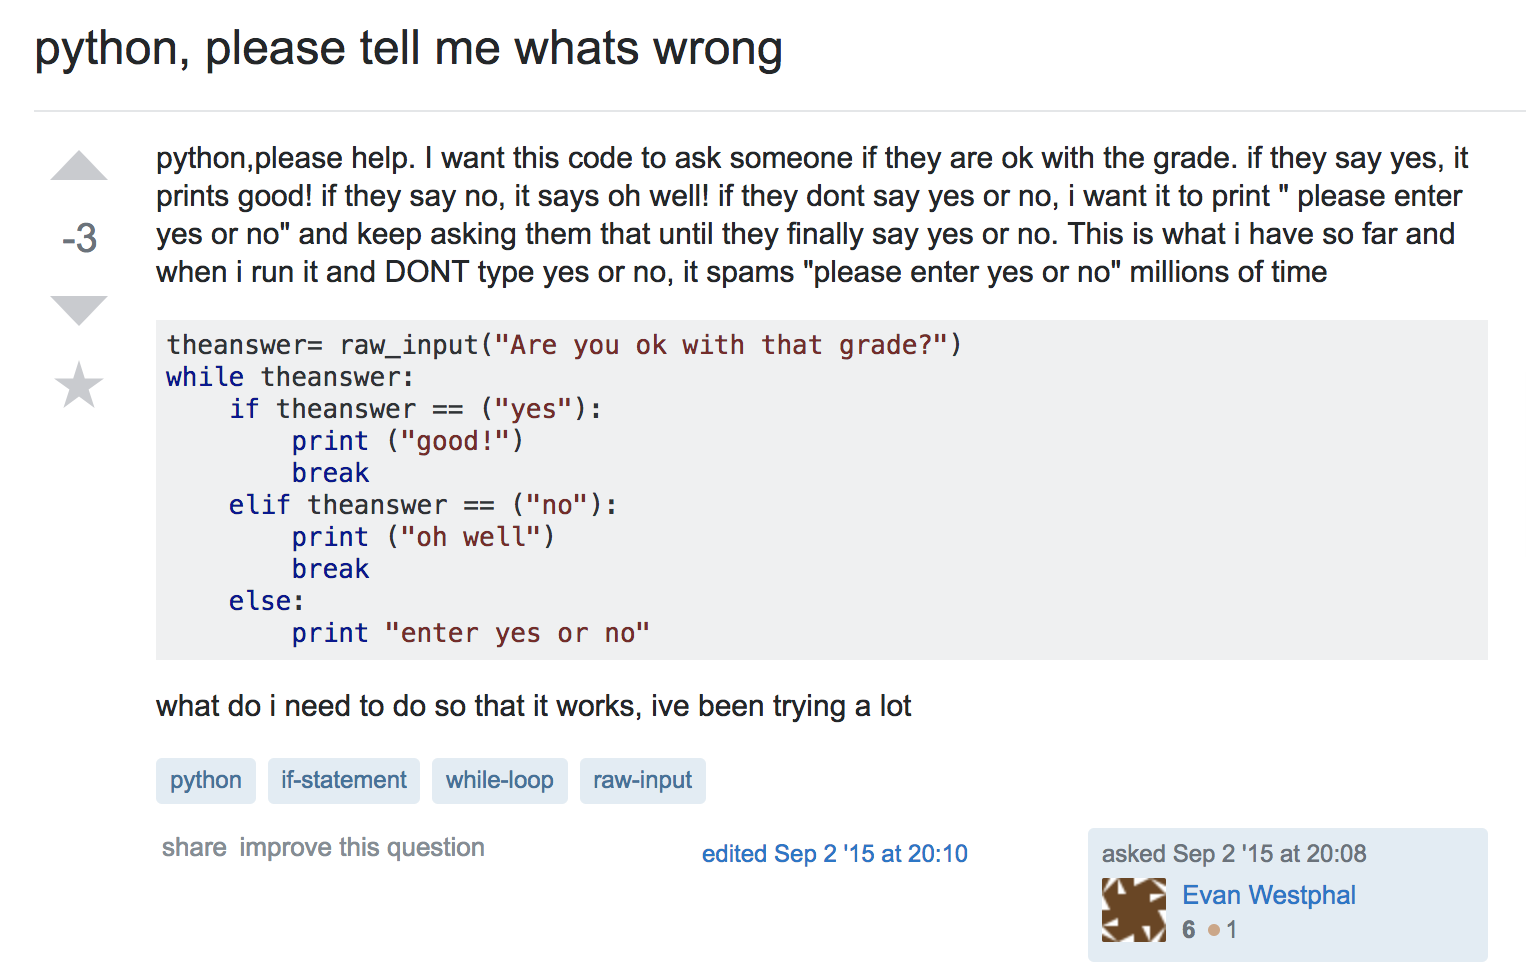 python, please tell me whats wrong
python,please help. I want this code to ask someone if they are ok with the grade. if they say yes, it
prints good! if they say no, it says oh well! if they dont say yes or no, i want it to print " please enter
yes or no" and keep asking them that until they finally say yes or no. This is what i have so far and
when i run it and DONT type yes or no, it spams "please enter yes or no" millions of time
-3
theanswer= raw_input("Are you ok with that grade?")
while theanswer:
    if theanswer == ("yes"):
        print ("good!")
        break
    elif theanswer == ("no"):
        print ("oh well")
        break
    else:
        print "enter yes or no"
what do i need to do so that it works, ive been trying a lot
python if-statement while-loop raw-input
share improve this question
edited Sep 2 '15 at 20:10
asked Sep 2 '15 at 20:08
Evan Westphal
6 ● 1